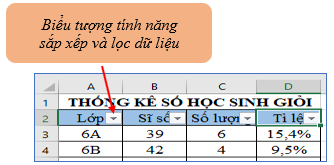 Biểu tượng tính năng
sắp xếp và lọc dữ liệu
A B C D
1 THỐNG KÊ SỐ HỌC SINH GIỎI
2 Lớp Sĩ số Số lượn Tỉ lệ
3 6A 39 6 15,4%
4 6B 42 4 9,5%